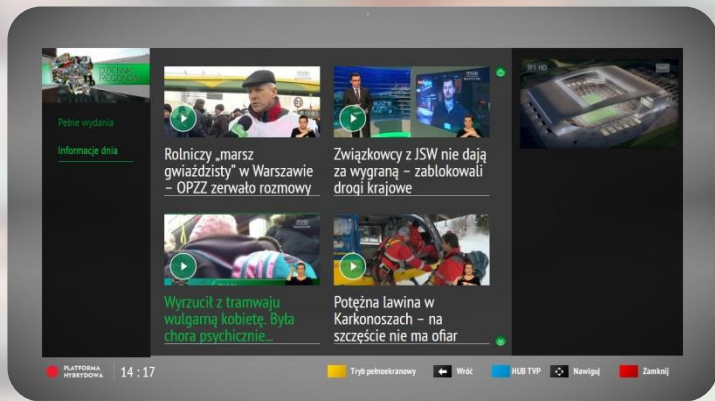 Pełne wydania
Informacje dnia
Rolniczy „marsz
gwiaździsty” w Warszawie
– OPZZ zerwało rozmowy
Związkowcy z JSW nie dają
za wygraną – zablokowali
drogi krajowe
Wyrzucił z tramwaju
wulgarną kobietę. Była
chora psychicznie...
Potężna lawina w
Karkonoszach – na
szczęście nie ma ofiar
PLATFORMA
HYBRYDOWA
14 : 17
Tryb pełnoekranowy
Wróć
HUB TVP
Nawiguj
Zamknij